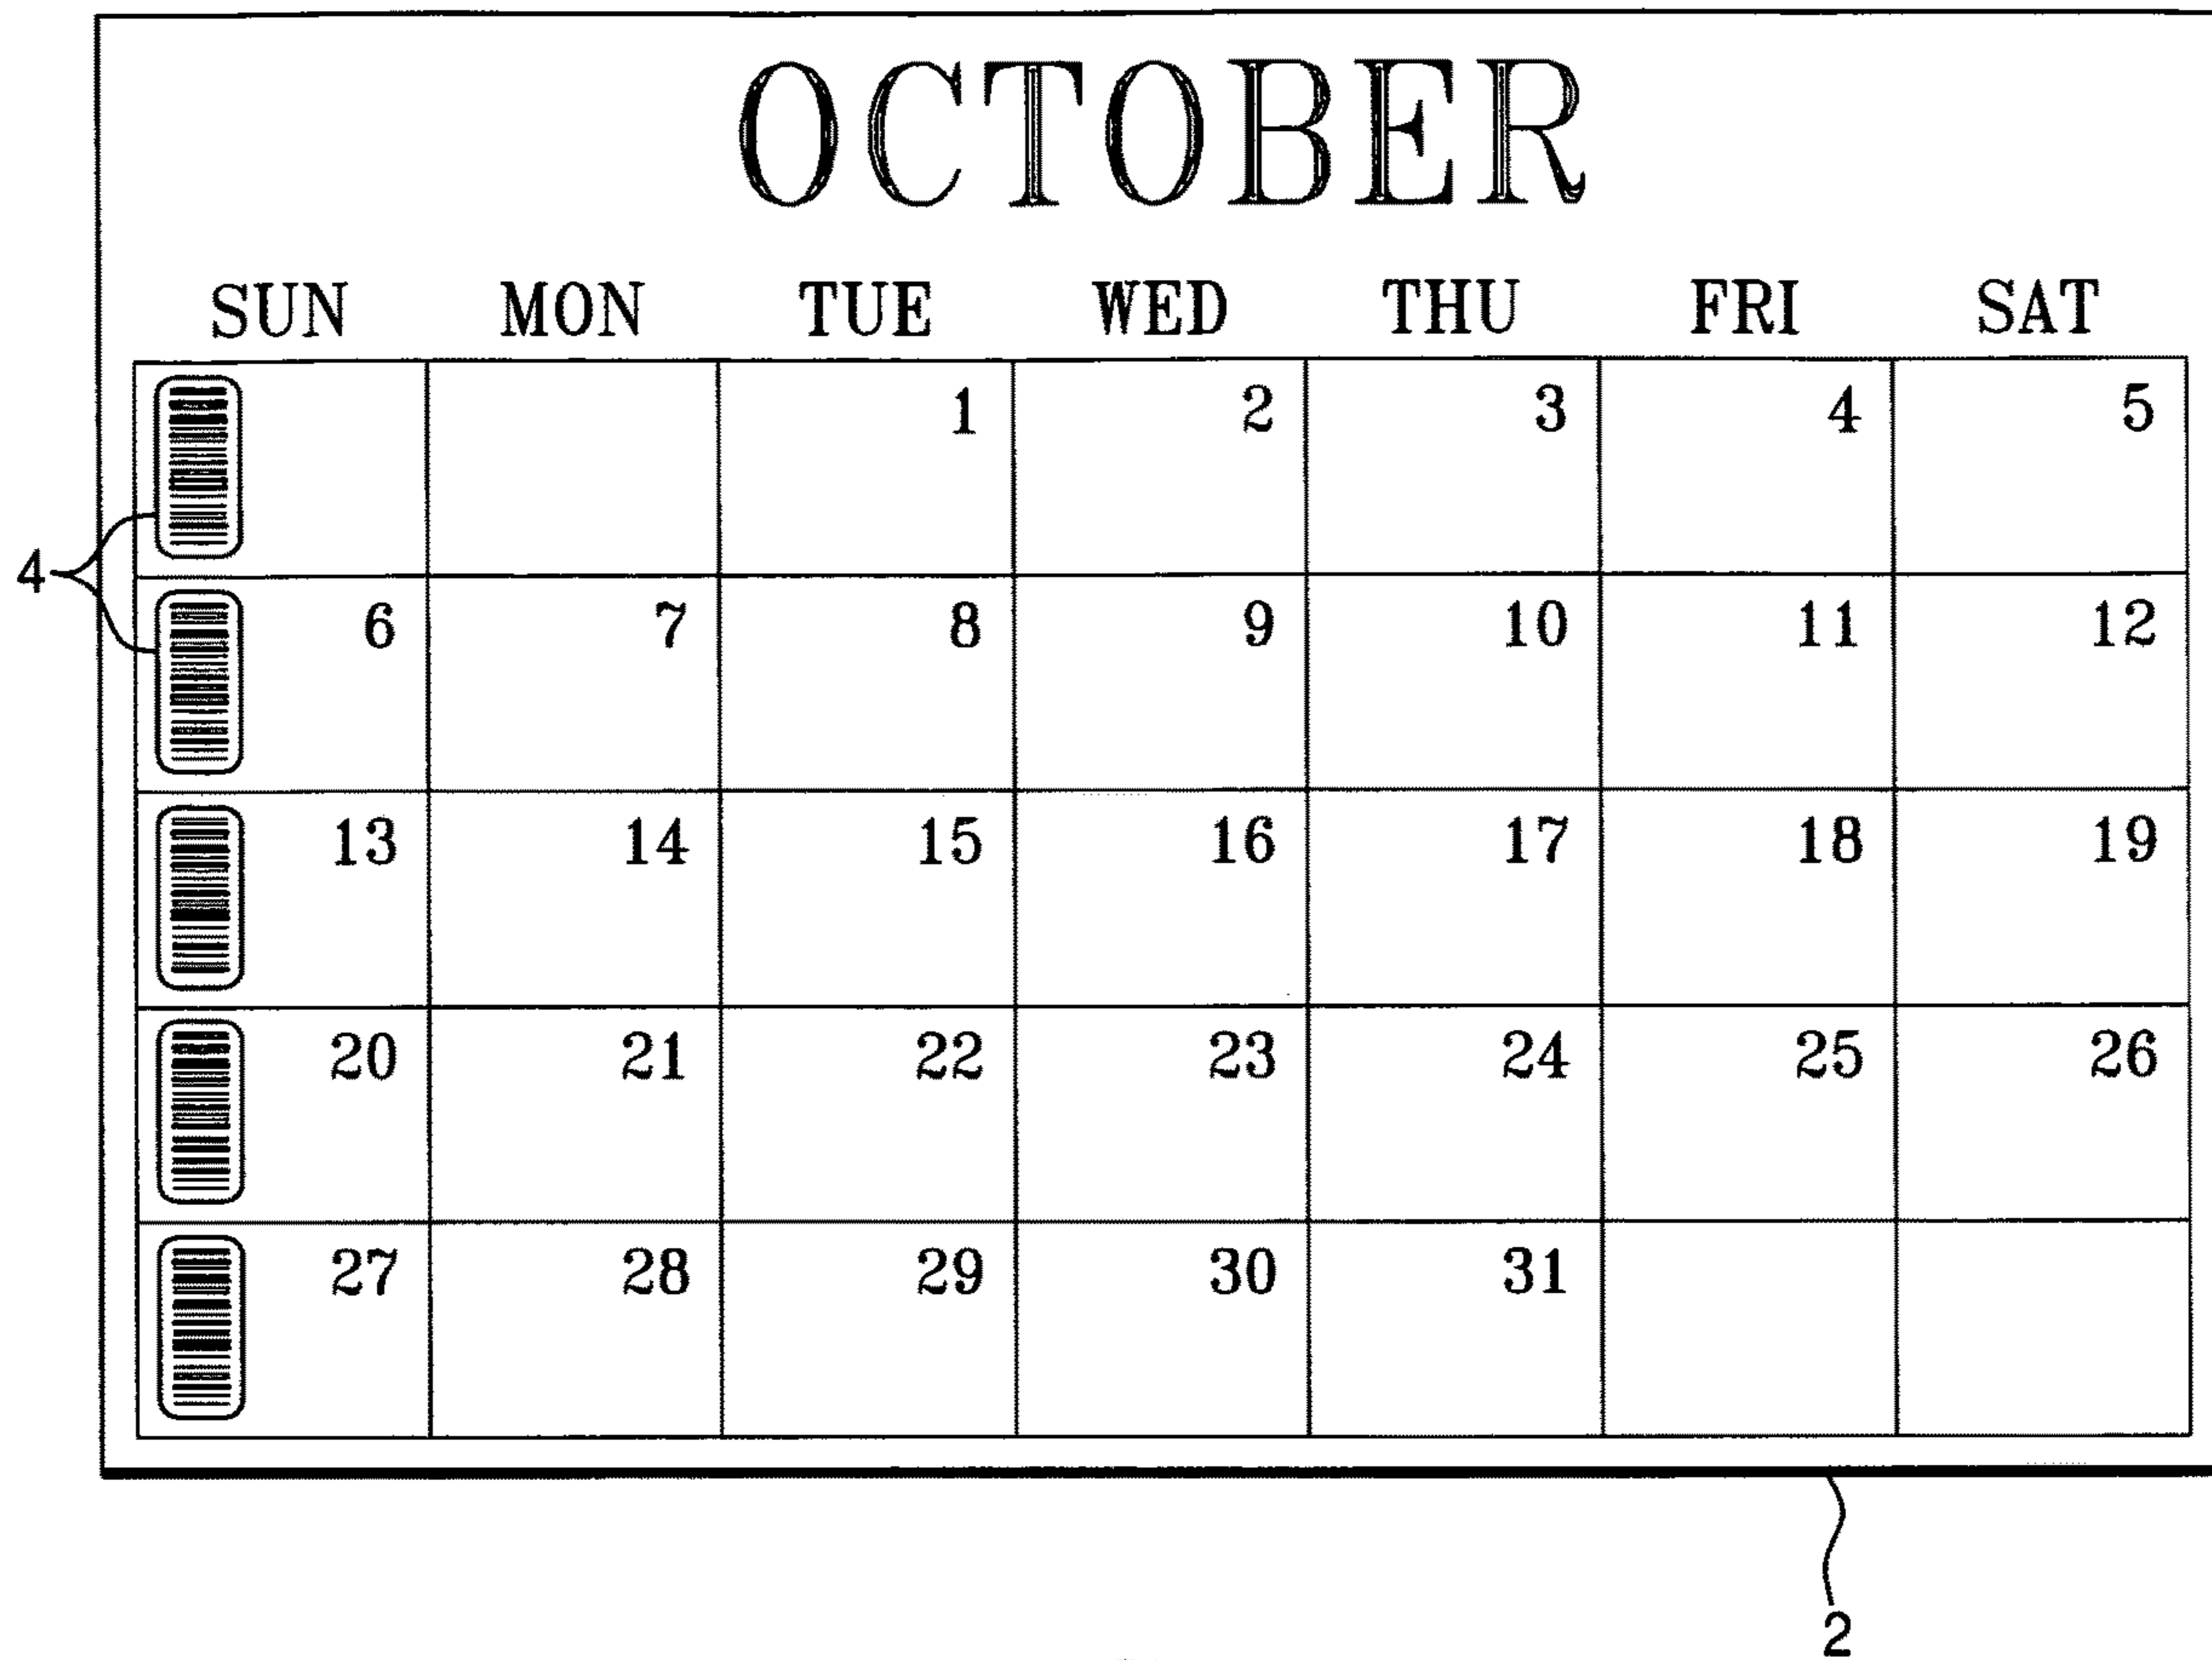 OCTOBER
SUN MON TUE WED THU FRI SAT
1 2 3 4 5
4
6 7 8 9 10 11 12
13 14 15 16 17 18 19
20 21 22 23 24 25 26
27 28 29 30 31
2